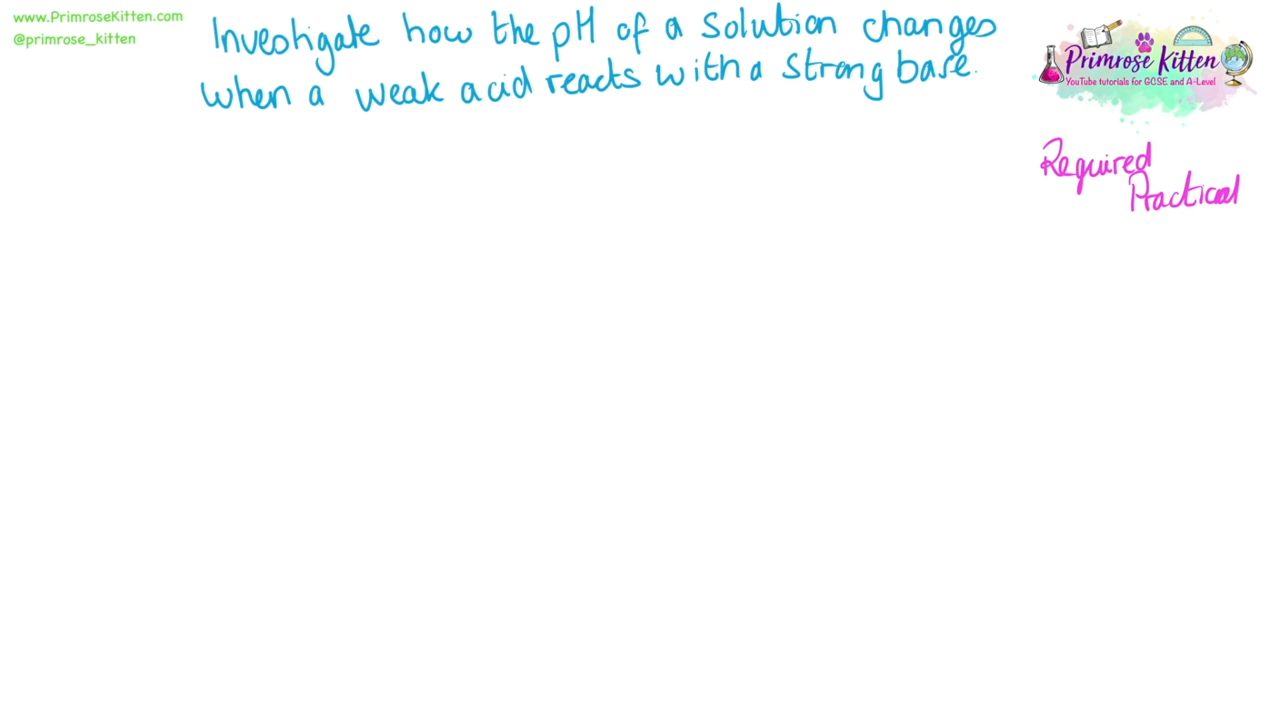 www.PrimroseKitten.com
@primrose_kitten
Investigate how the pH of a solution changes
when a weak acid reacts with a strong base.
Primrose Kitten
YouTube tutorials for GCSE and A-Level
Required
Practical